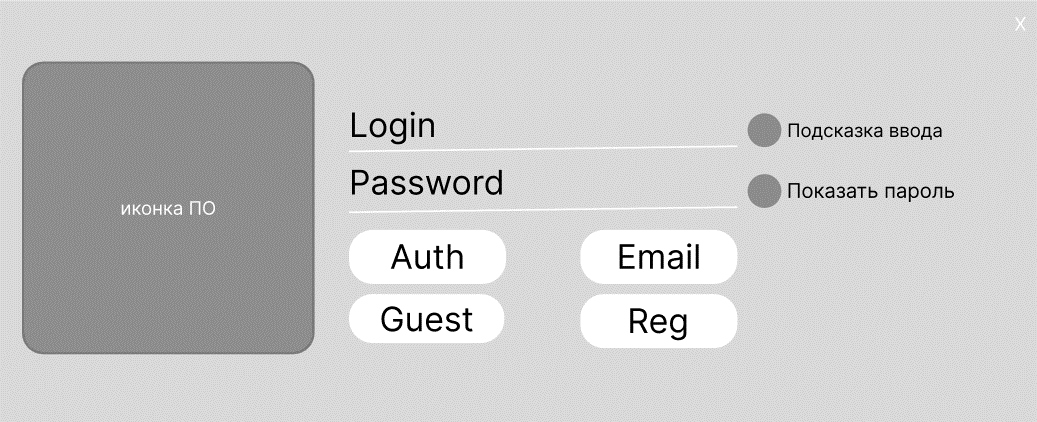 X
иконка ПО
Login
Подсказка ввода
Password
Показать пароль
Auth
Email
Guest
Reg